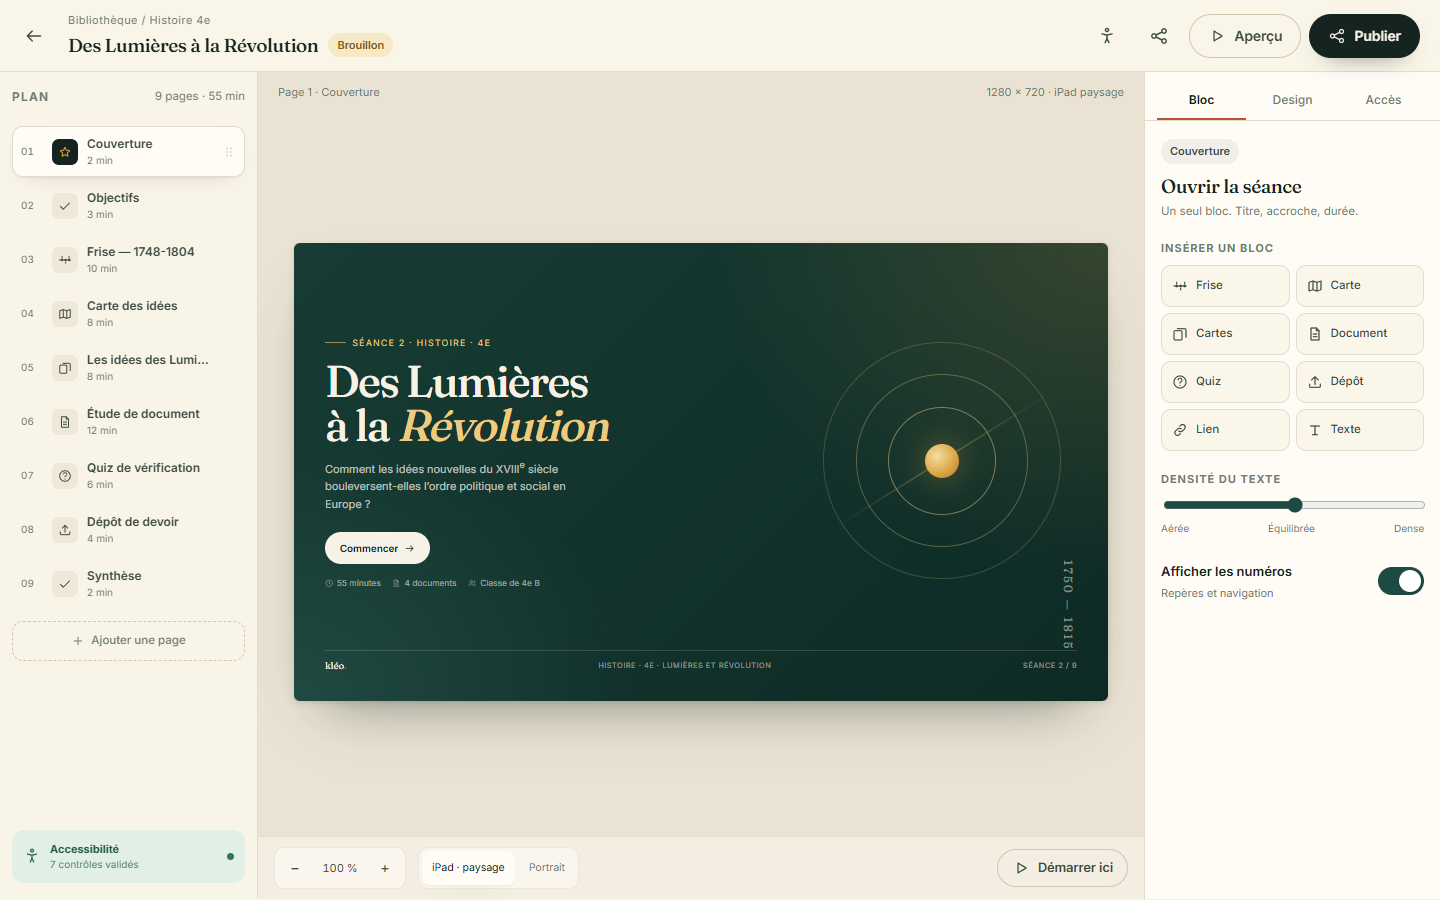 Bibliothèque / Histoire 4e
Des Lumières à la Révolution
Brouillon
Aperçu
Publier
PLAN
9 pages · 55 min
01
Couverture
2 min
02
Objectifs
3 min
03
Frise — 1748-1804
10 min
04
Carte des idées
8 min
05
Les idées des Lumi...
8 min
06
Étude de document
12 min
07
Quiz de vérification
6 min
08
Dépôt de devoir
4 min
09
Synthèse
2 min
+ Ajouter une page
Accessibilité
7 contrôles validés
Page 1 · Couverture
1280 × 720 · iPad paysage
SÉANCE 2 · HISTOIRE · 4E
Des Lumières
à la Révolution
Comment les idées nouvelles du XVIIIe siècle
bouleversent-elles l'ordre politique et social en
Europe ?
Commencer →
55 minutes
4 documents
Classe de 4e B
1750 — 1815
kléo.
HISTOIRE · 4E · LUMIÈRES ET RÉVOLUTION
SÉANCE 2 / 9
− 100 % +
iPad · paysage
Portrait
Démarrer ici
Bloc
Design
Accès
Couverture
Ouvrir la séance
Un seul bloc. Titre, accroche, durée.
INSÉRER UN BLOC
Frise
Carte
Cartes
Document
Quiz
Dépôt
Lien
Texte
DENSITÉ DU TEXTE
Aérée
Équilibrée
Dense
Afficher les numéros
Repères et navigation